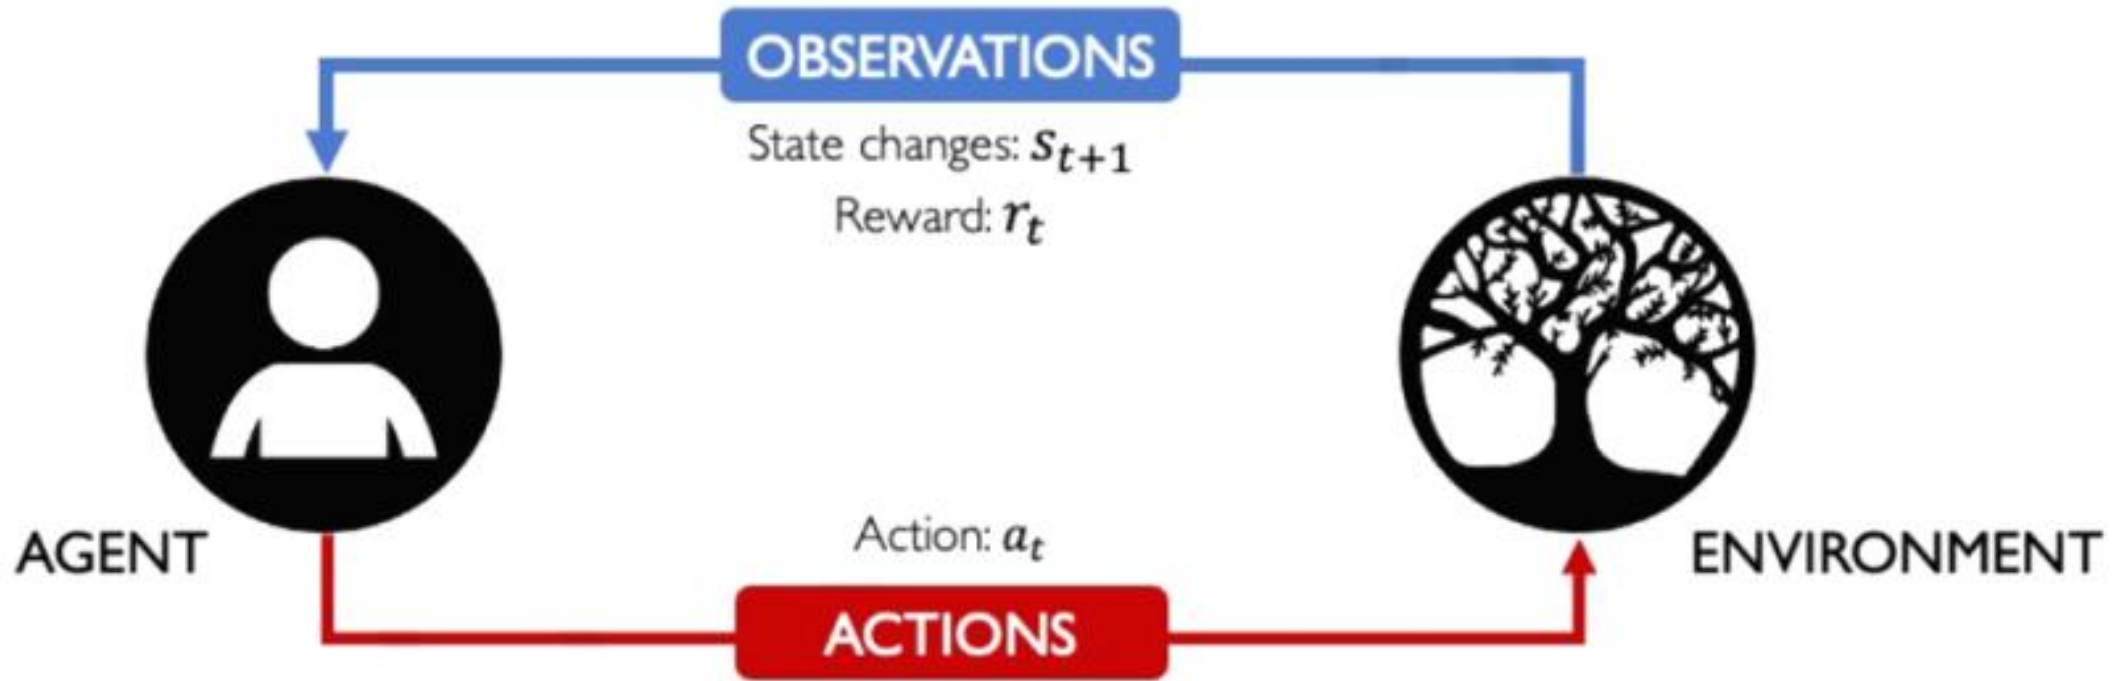 OBSERVATIONS
State changes: s_{t+1}
Reward: r_t
AGENT
Action: a_t
ENVIRONMENT
ACTIONS